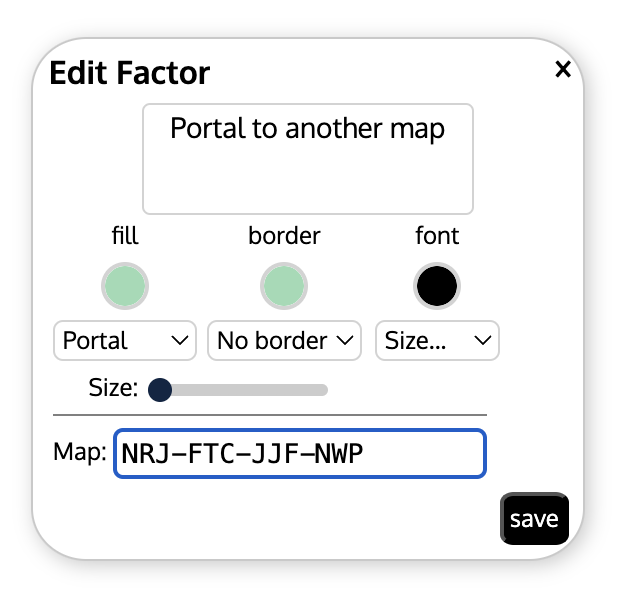 Edit Factor ×
Portal to another map
fill border font
Portal No border Size...
Size:
Map: NRJ-FTC-JJF-NWP
save